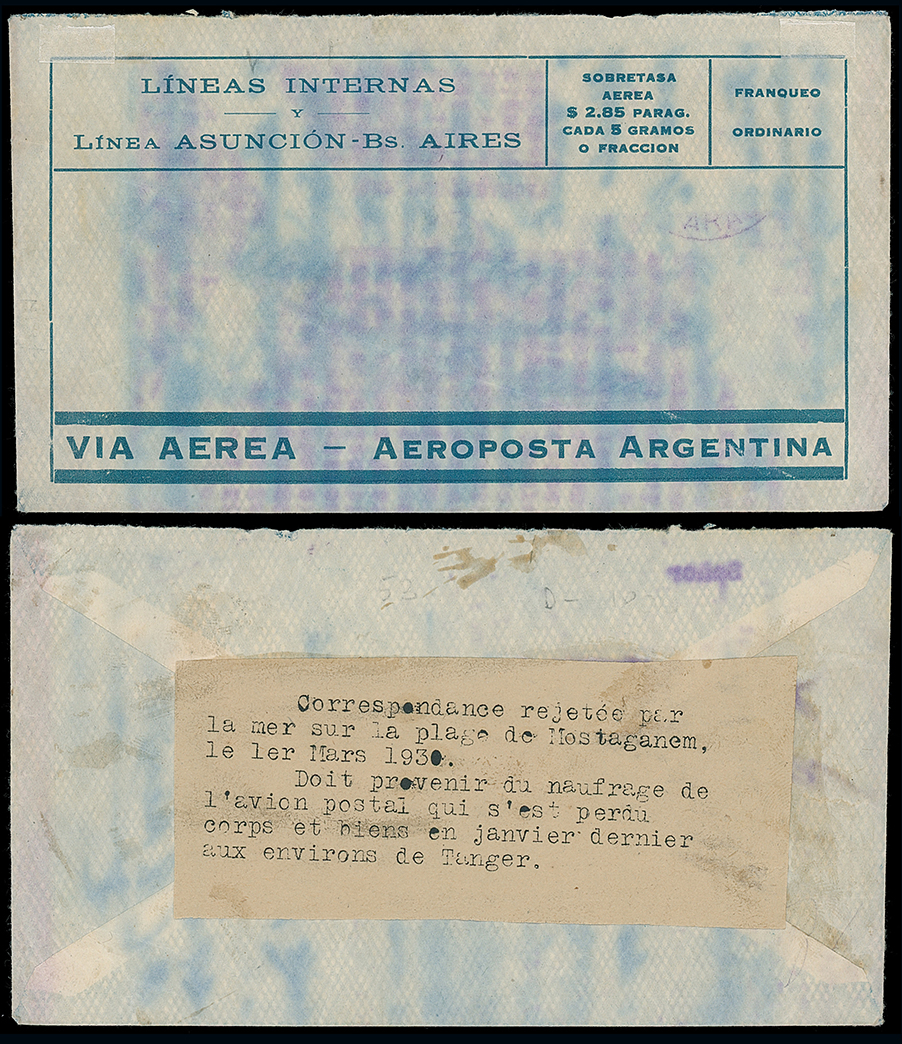 LÍNEAS INTERNAS
Y
LÍNEA ASUNCIÓN-Bs. AIRES
SOBRETASA
AEREA
$ 2.85 PARAG.
CADA 5 GRAMOS
O FRACCION
FRANQUEO
ORDINARIO
VIA AEREA – AEROPOSTA ARGENTINA
D-
Correspondance rejetée par
la mer sur la plage de Mostaganem,
le 1er Mars 1930.
Doit provenir du naufrage de
l'avion postal qui s'est perdu
corps et biens en janvier dernier
aux environs de Tanger.